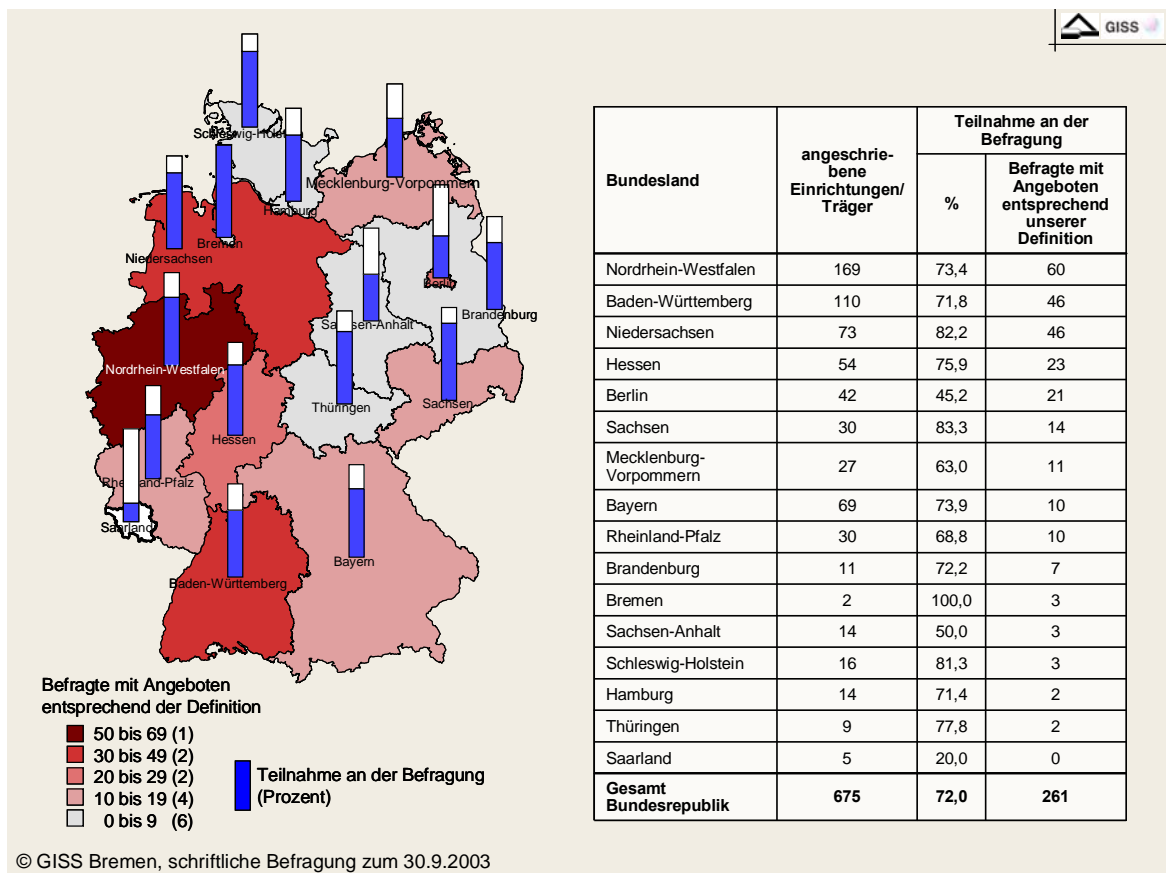 GISS
Schleswig-Holstein
Mecklenburg-Vorpommern
Hamburg
Bremen
Niedersachsen
Berlin
Brandenburg
Sachsen-Anhalt
Nordrhein-Westfalen
Thüringen
Sachsen
Hessen
Rheinland-Pfalz
Saarland
Bayern
Baden-Württemberg
Befragte mit Angeboten
entsprechend der Definition
50 bis 69 (1)
30 bis 49 (2)
20 bis 29 (2)
10 bis 19 (4)
0 bis 9 (6)
Teilnahme an der Befragung
(Prozent)
Bundesland
angeschrie-
bene
Einrichtungen/
Träger
Teilnahme an der
Befragung
%
Befragte mit
Angeboten
entsprechend
unserer
Definition
Nordrhein-Westfalen 169 73,4 60
Baden-Württemberg 110 71,8 46
Niedersachsen 73 82,2 46
Hessen 54 75,9 23
Berlin 42 45,2 21
Sachsen 30 83,3 14
Mecklenburg-
Vorpommern 27 63,0 11
Bayern 69 73,9 10
Rheinland-Pfalz 30 68,8 10
Brandenburg 11 72,2 7
Bremen 2 100,0 3
Sachsen-Anhalt 14 50,0 3
Schleswig-Holstein 16 81,3 3
Hamburg 14 71,4 2
Thüringen 9 77,8 2
Saarland 5 20,0 0
Gesamt
Bundesrepublik 675 72,0 261
© GISS Bremen, schriftliche Befragung zum 30.9.2003